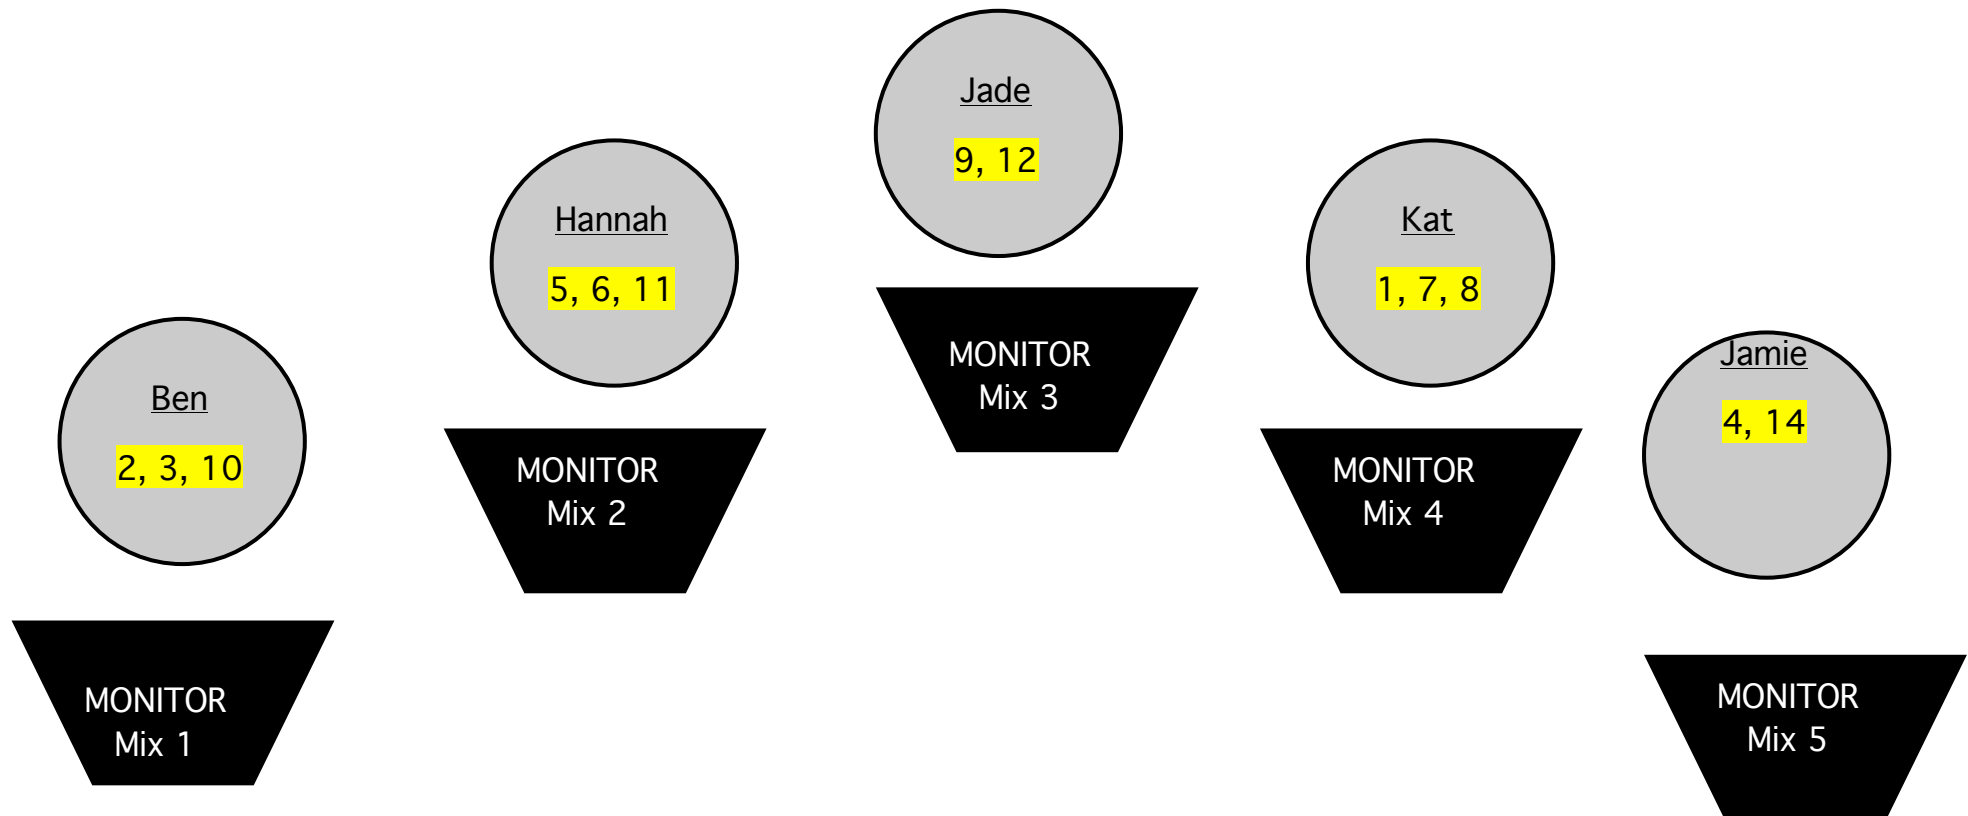 Jade
9, 12
Hannah
5, 6, 11
Kat
1, 7, 8
MONITOR
Mix 3
Jamie
4, 14
Ben
2, 3, 10
MONITOR
Mix 2
MONITOR
Mix 4
MONITOR
Mix 1
MONITOR
Mix 5